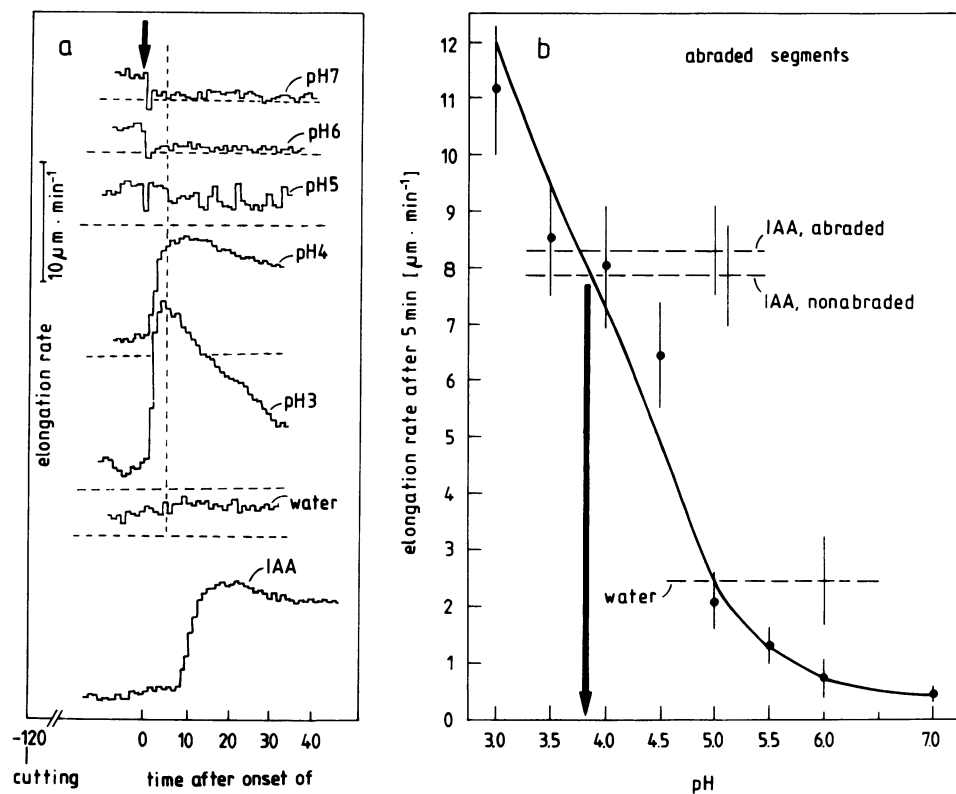 a
pH7
pH6
pH5
pH4
pH3
water
IAA
10 µm · min⁻¹
elongation rate
-120
0
10
20
30
40
cutting
time after onset of
b
abraded segments
12
11
10
9
8
7
6
5
4
3
2
1
0
elongation rate after 5 min [µm · min⁻¹]
IAA, abraded
IAA, nonabraded
water
3.0
3.5
4.0
4.5
5.0
5.5
6.0
7.0
pH